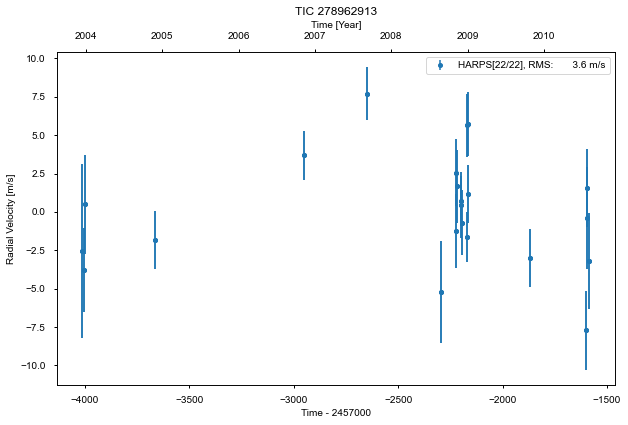 TIC 278962913
Time [Year]
2004 2005 2006 2007 2008 2009 2010
HARPS[22/22], RMS: 3.6 m/s
10.0
7.5
5.0
2.5
0.0
−2.5
−5.0
−7.5
−10.0
Radial Velocity [m/s]
−4000 −3500 −3000 −2500 −2000 −1500
Time - 2457000